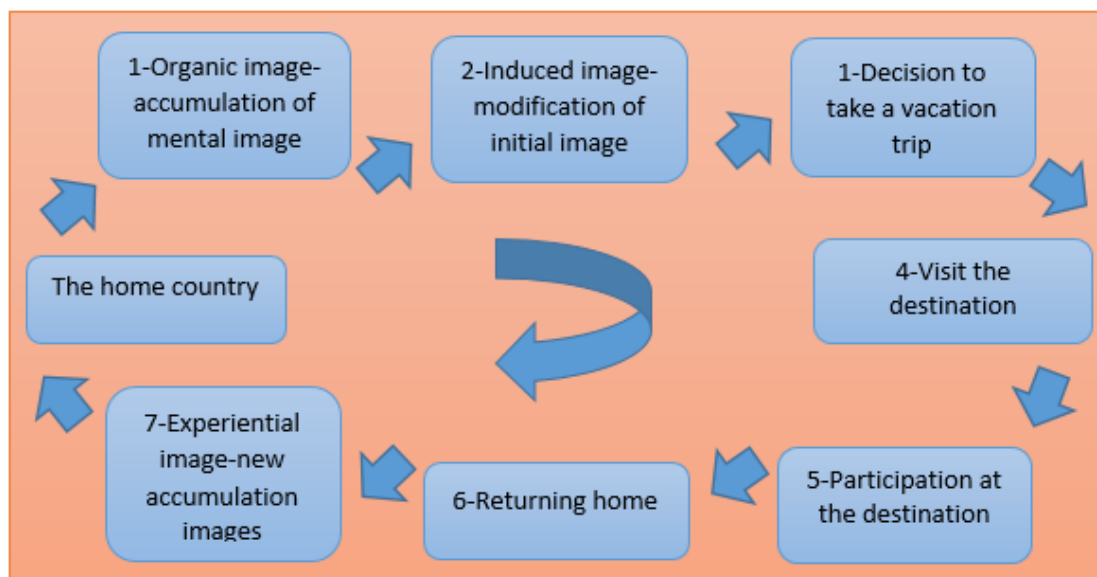 1-Organic image-
accumulation of
mental image
2-Induced image-
modification of
initial image
1-Decision to
take a vacation
trip
4-Visit the
destination
5-Participation at
the destination
6-Returning home
7-Experiential
image-new
accumulation
images
The home country